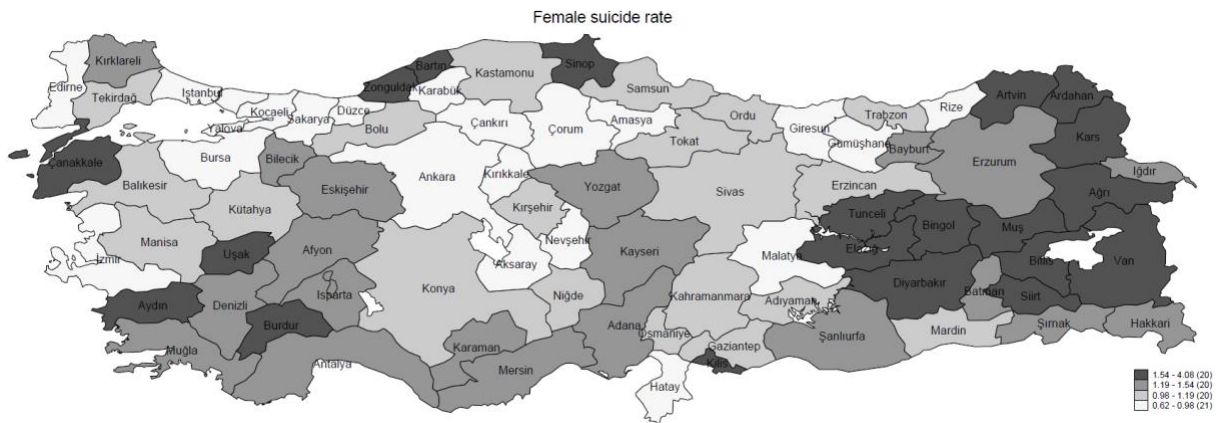 Female suicide rate
Kırklareli
Edirne
Tekirdağ
İstanbul
Kocaeli
Yalova
Sakarya
Düzce
Zonguldak
Bartın
Karabük
Kastamonu
Sinop
Samsun
Bolu
Çankırı
Çorum
Amasya
Tokat
Ordu
Giresun
Trabzon
Gümüşhane
Rize
Bayburt
Artvin
Ardahan
Kars
Erzurum
Iğdır
Ağrı
Çanakkale
Balıkesir
Bursa
Bilecik
Eskişehir
Kütahya
Ankara
Kırıkkale
Kırşehir
Yozgat
Sivas
Erzincan
Tunceli
Bingol
Muş
Elazığ
Bitlis
Van
Manisa
İzmir
Uşak
Afyon
Konya
Aksaray
Nevşehir
Kayseri
Malatya
Diyarbakır
Batman
Siirt
Aydın
Denizli
Isparta
Burdur
Niğde
Kahramanmara
Adıyaman
Şanlıurfa
Mardin
Şırnak
Hakkari
Muğla
Antalya
Karaman
Mersin
Adana
Osmaniye
Gaziantep
Kilis
Hatay
1.54 - 4.08 (20)
1.19 - 1.54 (20)
0.98 - 1.19 (20)
0.62 - 0.98 (21)